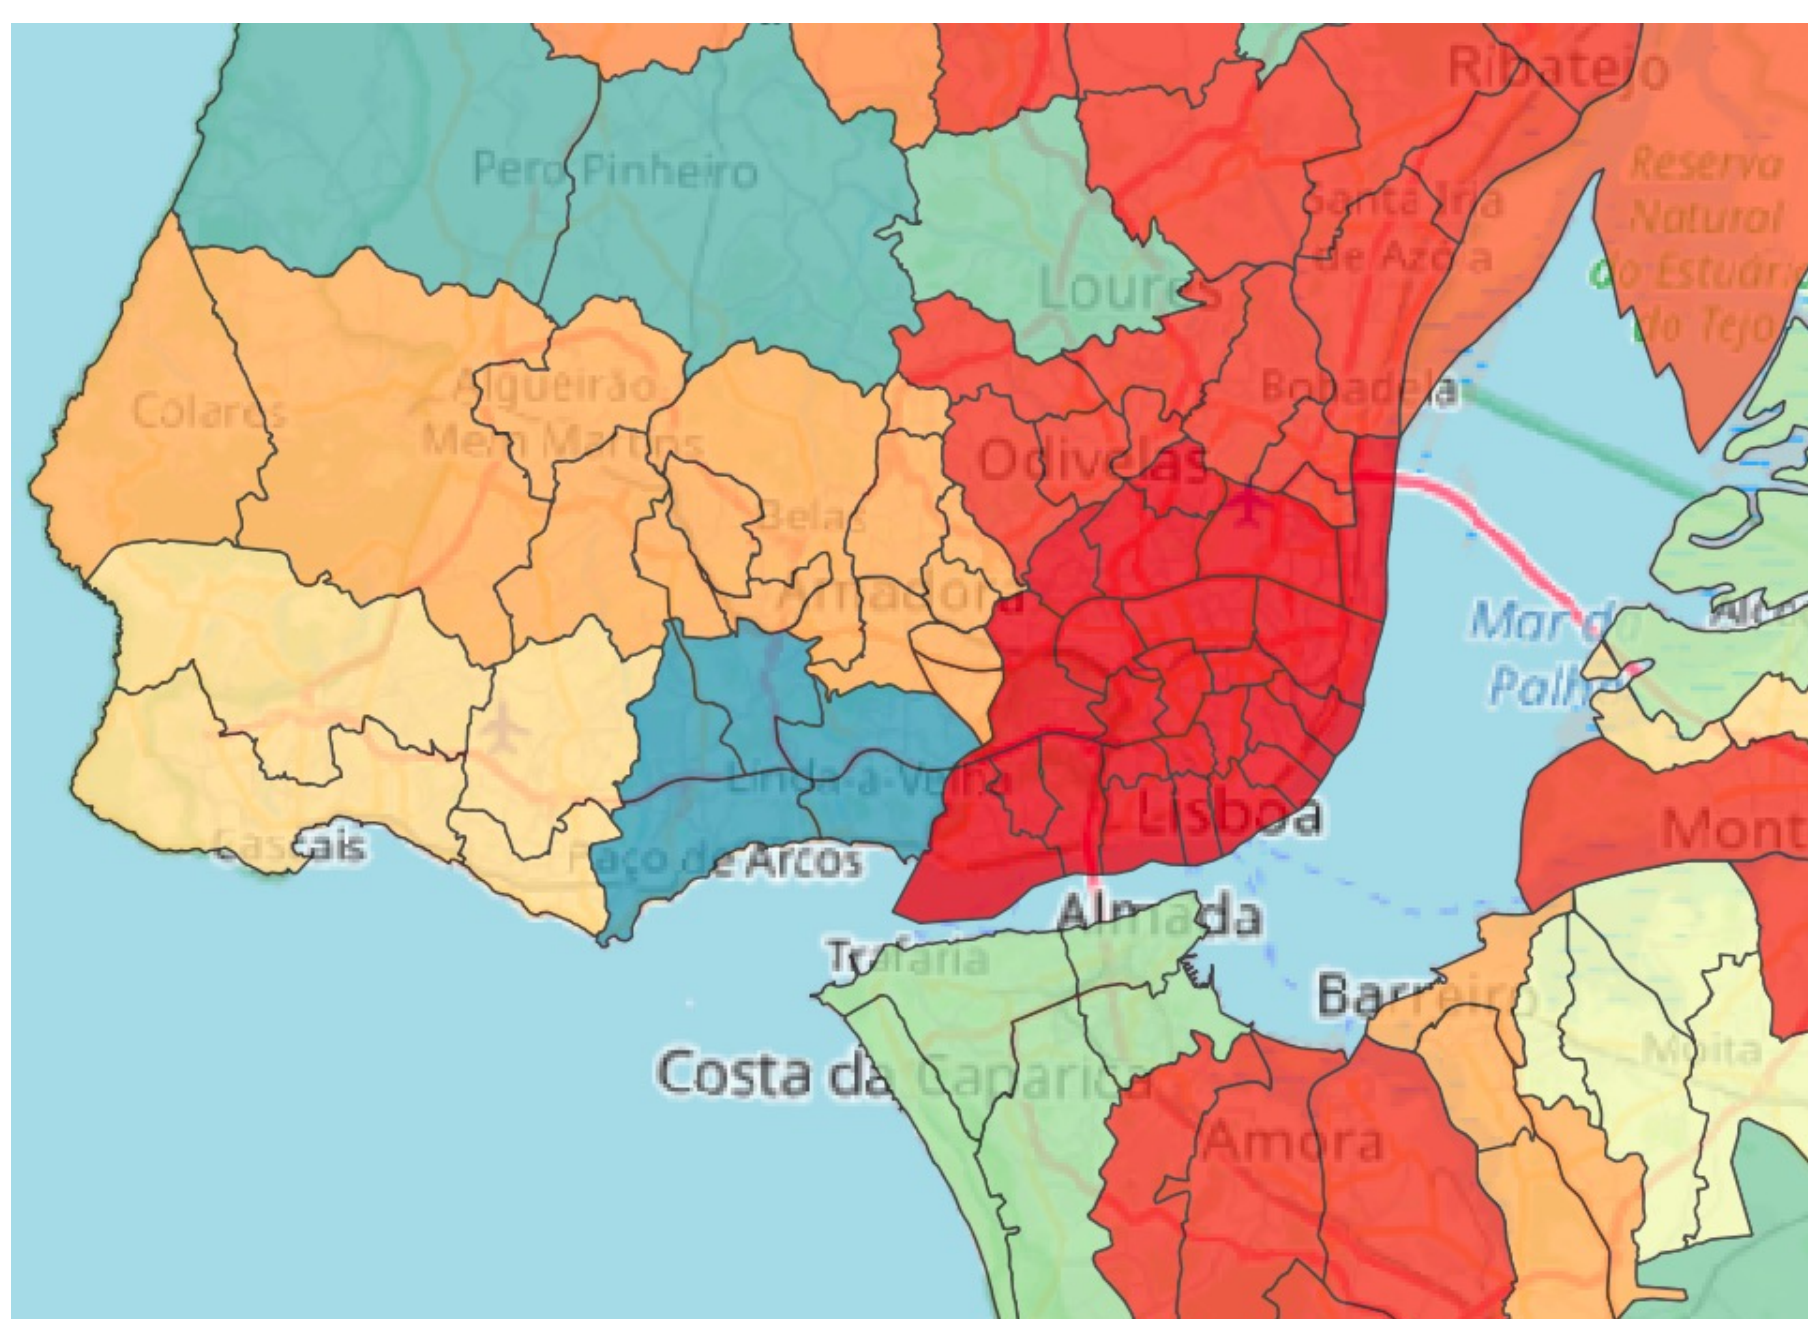 Ribatejo
Reserva
Natural
do Estuário
do Tejo
Pero Pinheiro
Santa Iria
de Azóia
Loures
Colares
Algueirão
Mem Martins
Bobadela
Odivelas
Belas
Amadora
Mar da
Palha
Linda-a-Velha
Lisboa
Mont
Cascais
Paço de Arcos
Almada
Trafaria
Barreiro
Costa da Caparica
Moita
Amora